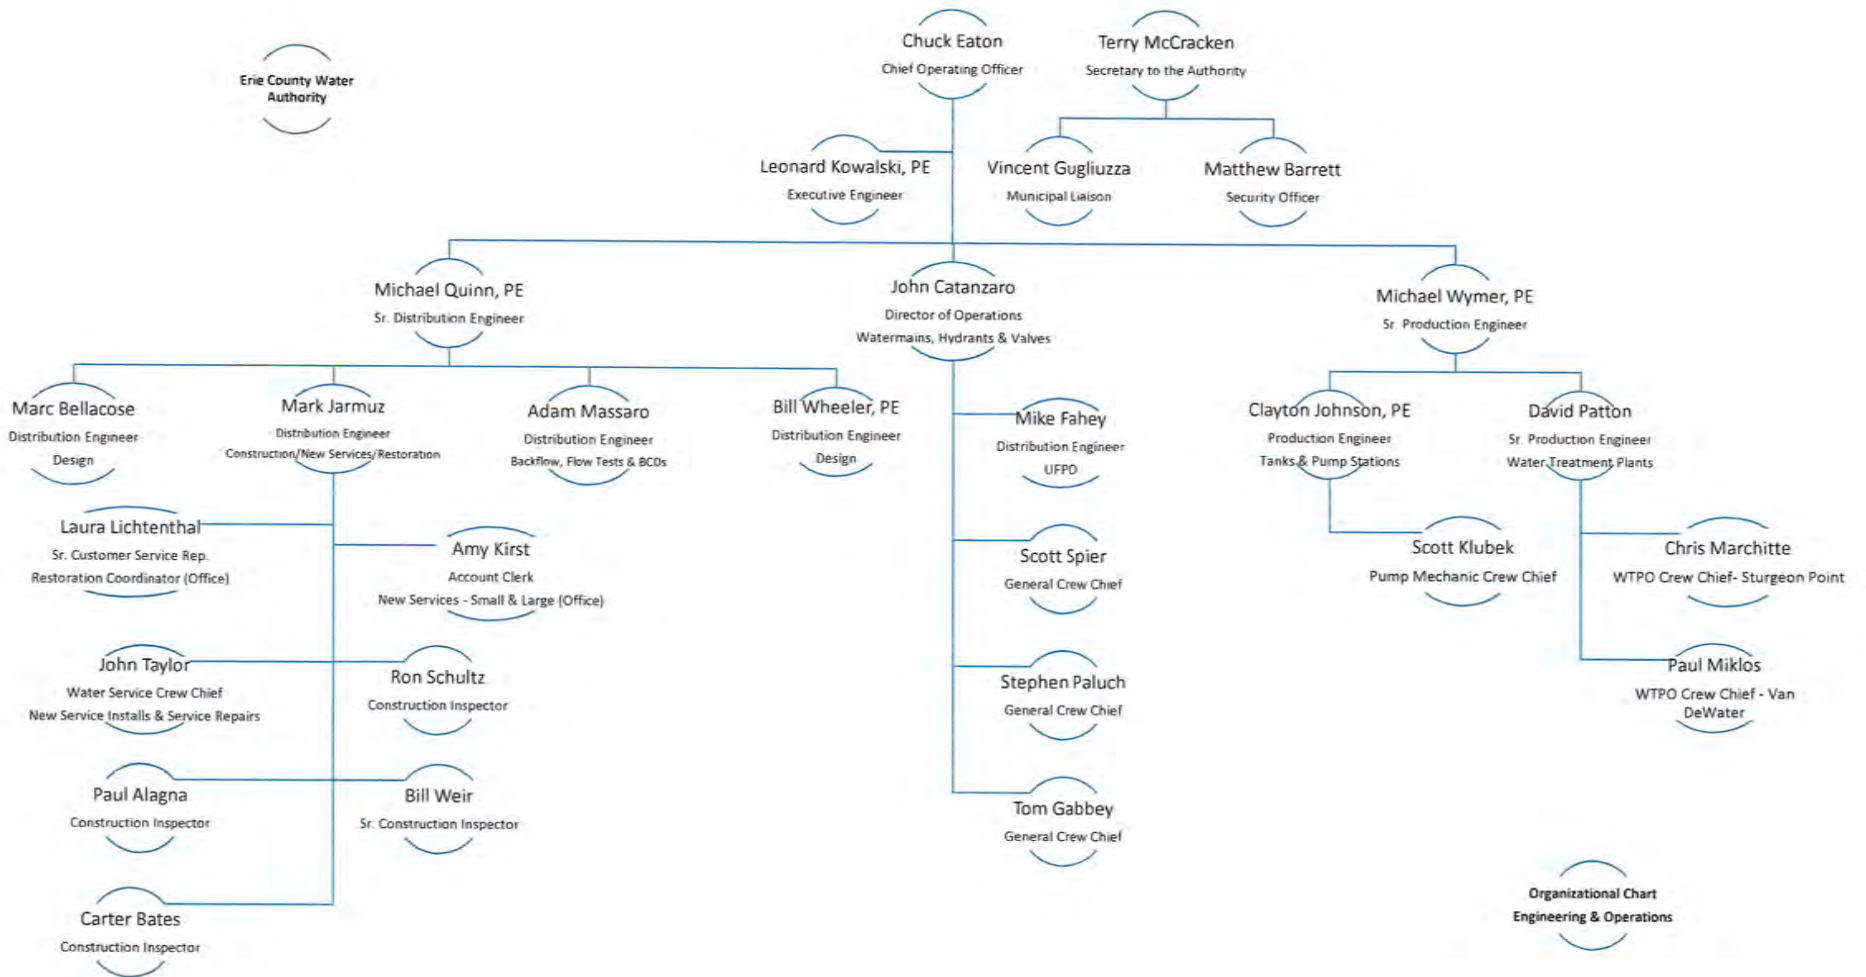 Erie County Water
Authority
Chuck Eaton
Chief Operating Officer
Terry McCracken
Secretary to the Authority
Leonard Kowalski, PE
Executive Engineer
Vincent Gugliuzza
Municipal Liaison
Matthew Barrett
Security Officer
Michael Quinn, PE
Sr. Distribution Engineer
John Catanzaro
Director of Operations
Watermains, Hydrants & Valves
Michael Wymer, PE
Sr. Production Engineer
Marc Bellacose
Distribution Engineer
Design
Mark Jarmuz
Distribution Engineer
Construction/New Services/Restoration
Adam Massaro
Distribution Engineer
Backflow, Flow Tests & BCDs
Bill Wheeler, PE
Distribution Engineer
Design
Mike Fahey
Distribution Engineer
UFPO
Clayton Johnson, PE
Production Engineer
Tanks & Pump Stations
David Patton
Sr. Production Engineer
Water Treatment Plants
Laura Lichtenthal
Sr. Customer Service Rep.
Restoration Coordinator (Office)
Amy Kirst
Account Clerk
New Services - Small & Large (Office)
Scott Spier
General Crew Chief
Scott Klubek
Pump Mechanic Crew Chief
Chris Marchitte
WTPO Crew Chief- Sturgeon Point
John Taylor
Water Service Crew Chief
New Service Installs & Service Repairs
Ron Schultz
Construction Inspector
Stephen Paluch
General Crew Chief
Paul Miklos
WTPO Crew Chief - Van
DeWater
Paul Alagna
Construction Inspector
Bill Weir
Sr. Construction Inspector
Tom Gabbey
General Crew Chief
Carter Bates
Construction Inspector
Organizational Chart
Engineering & Operations